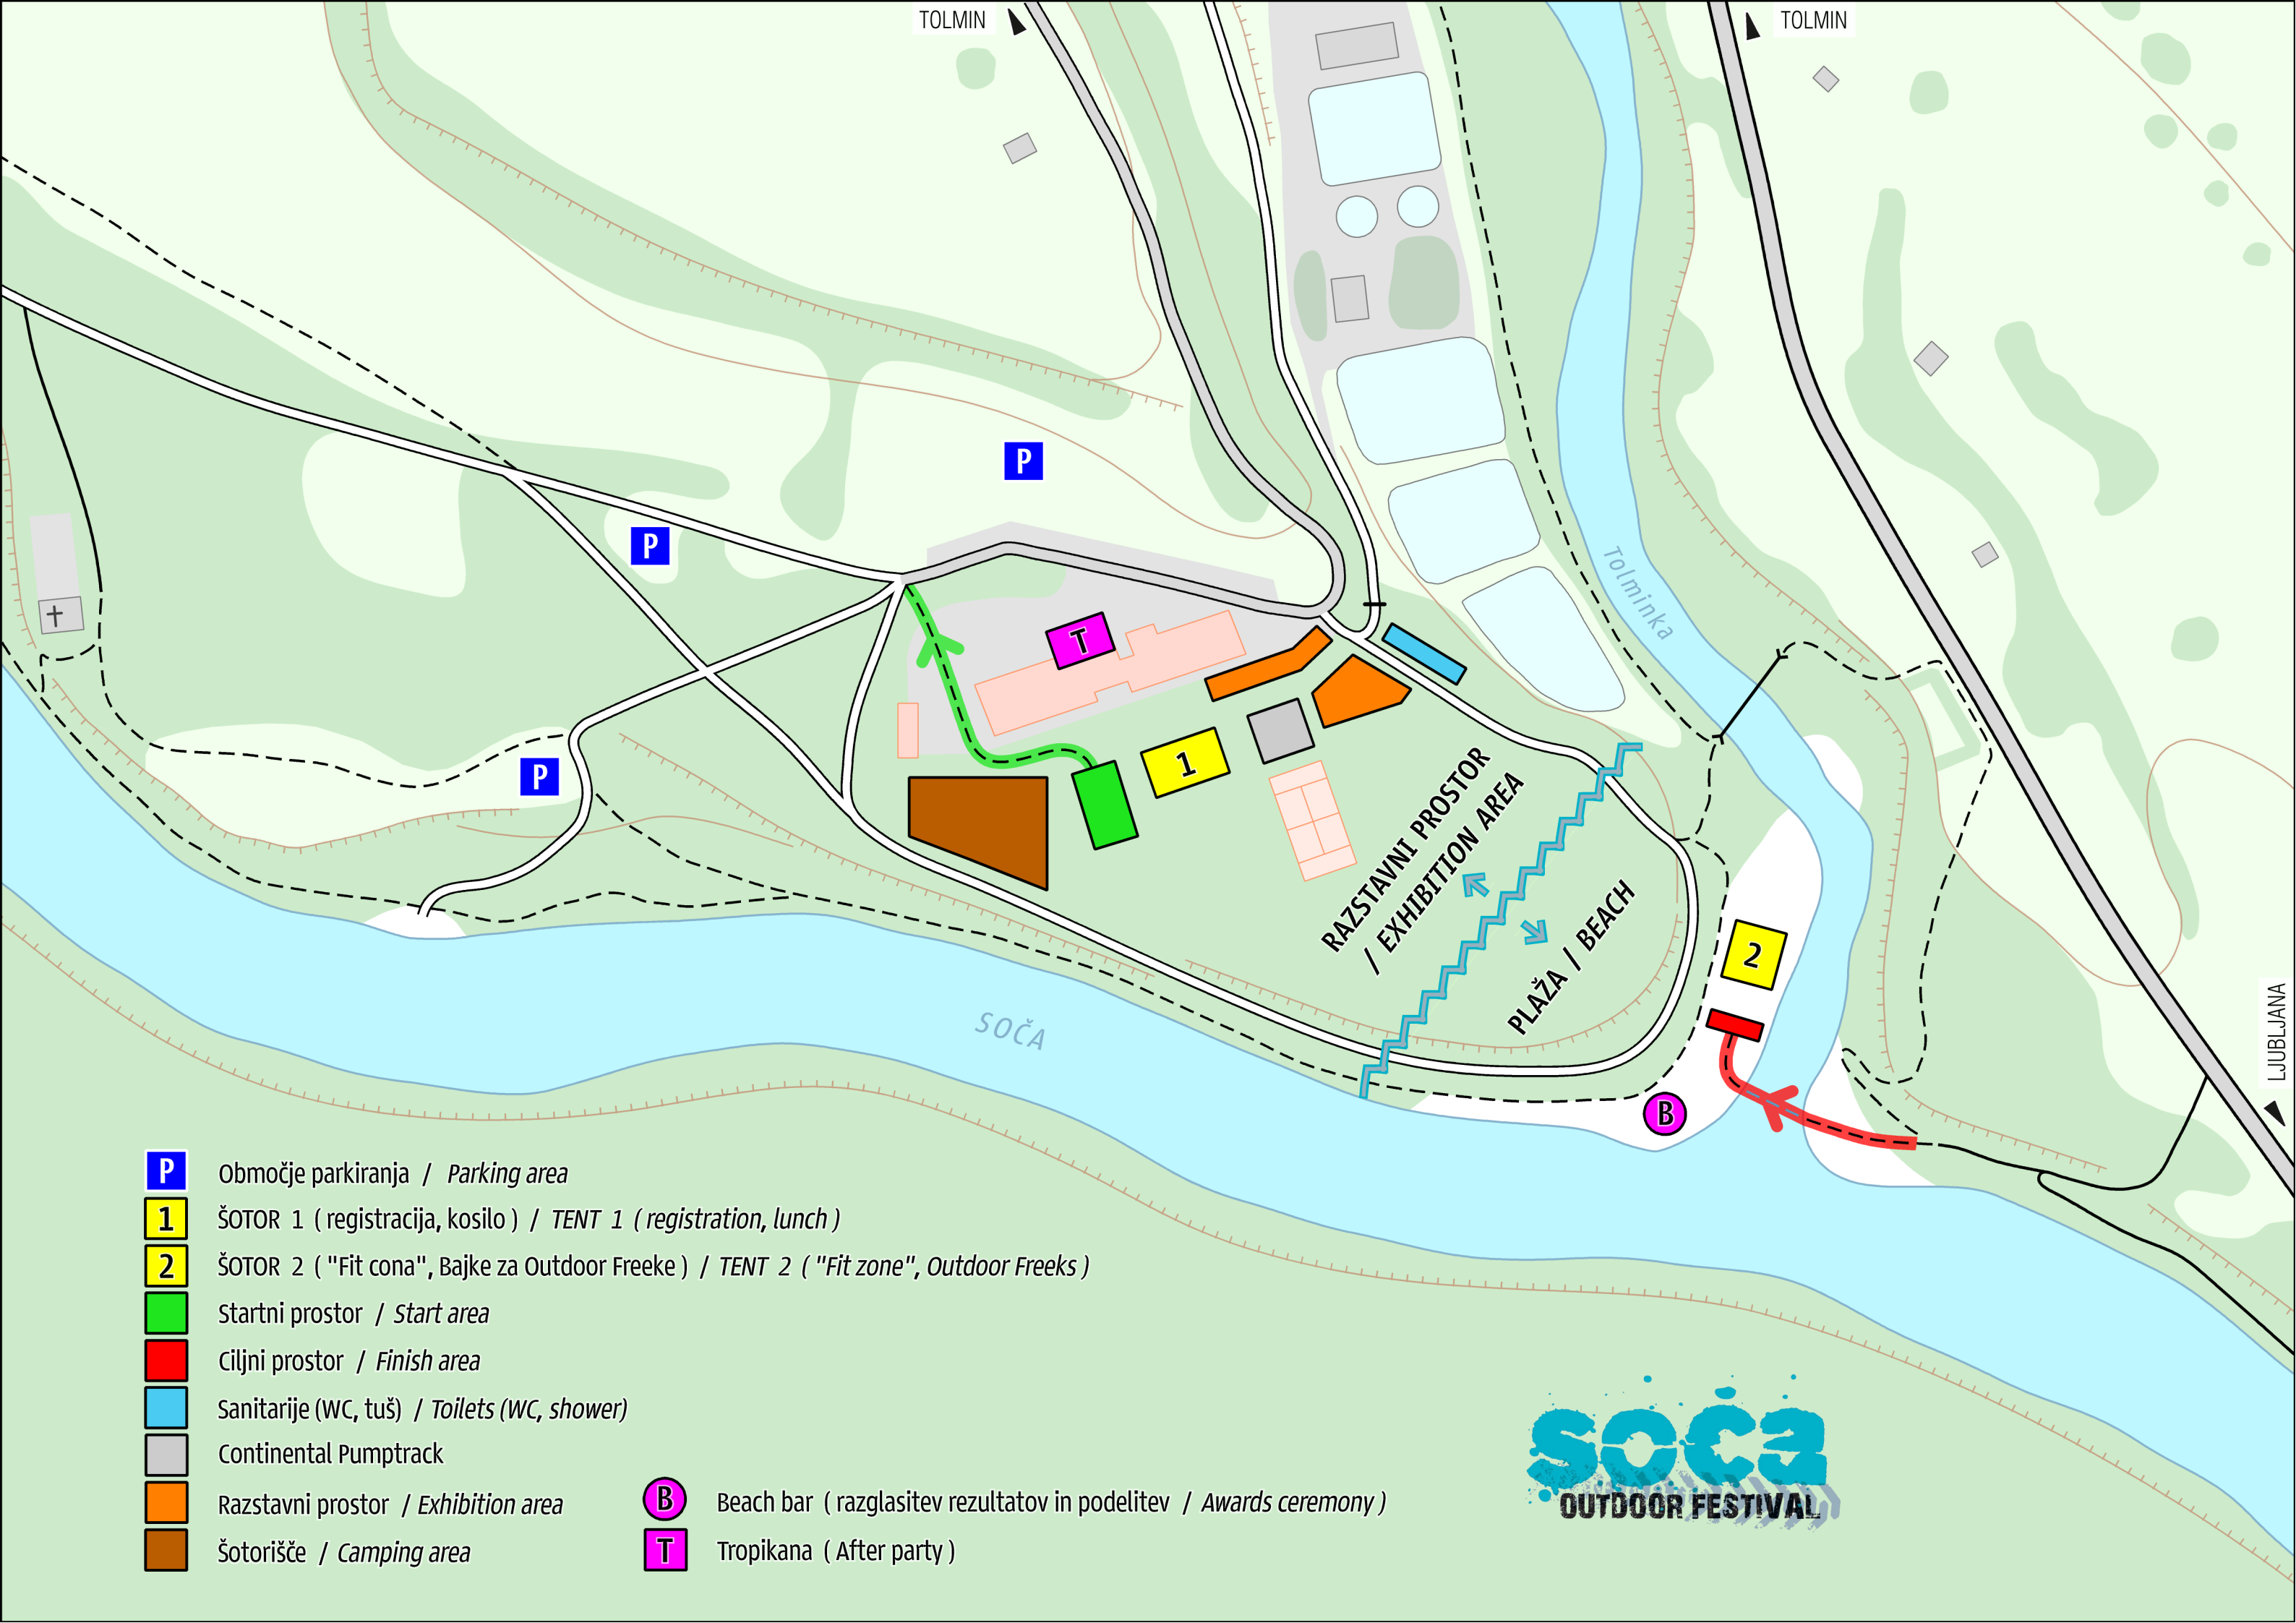 TOLMIN
TOLMIN
P
P
T
Tolminka
1
P
RAZSTAVNI PROSTOR
/ EXHIBITION AREA
PLAŽA / BEACH
2
SOČA
LJUBLJANA
B
P Območje parkiranja / Parking area
1 ŠOTOR 1 ( registracija, kosilo ) / TENT 1 ( registration, lunch )
2 ŠOTOR 2 ( "Fit cona", Bajke za Outdoor Freeke ) / TENT 2 ( "Fit zone", Outdoor Freeks )
Startni prostor / Start area
Ciljni prostor / Finish area
Sanitarije (WC, tuš) / Toilets (WC, shower)
Continental Pumptrack
Razstavni prostor / Exhibition area
Šotorišče / Camping area
B Beach bar ( razglasitev rezultatov in podelitev / Awards ceremony )
T Tropikana ( After party )
soča
OUTDOOR FESTIVAL